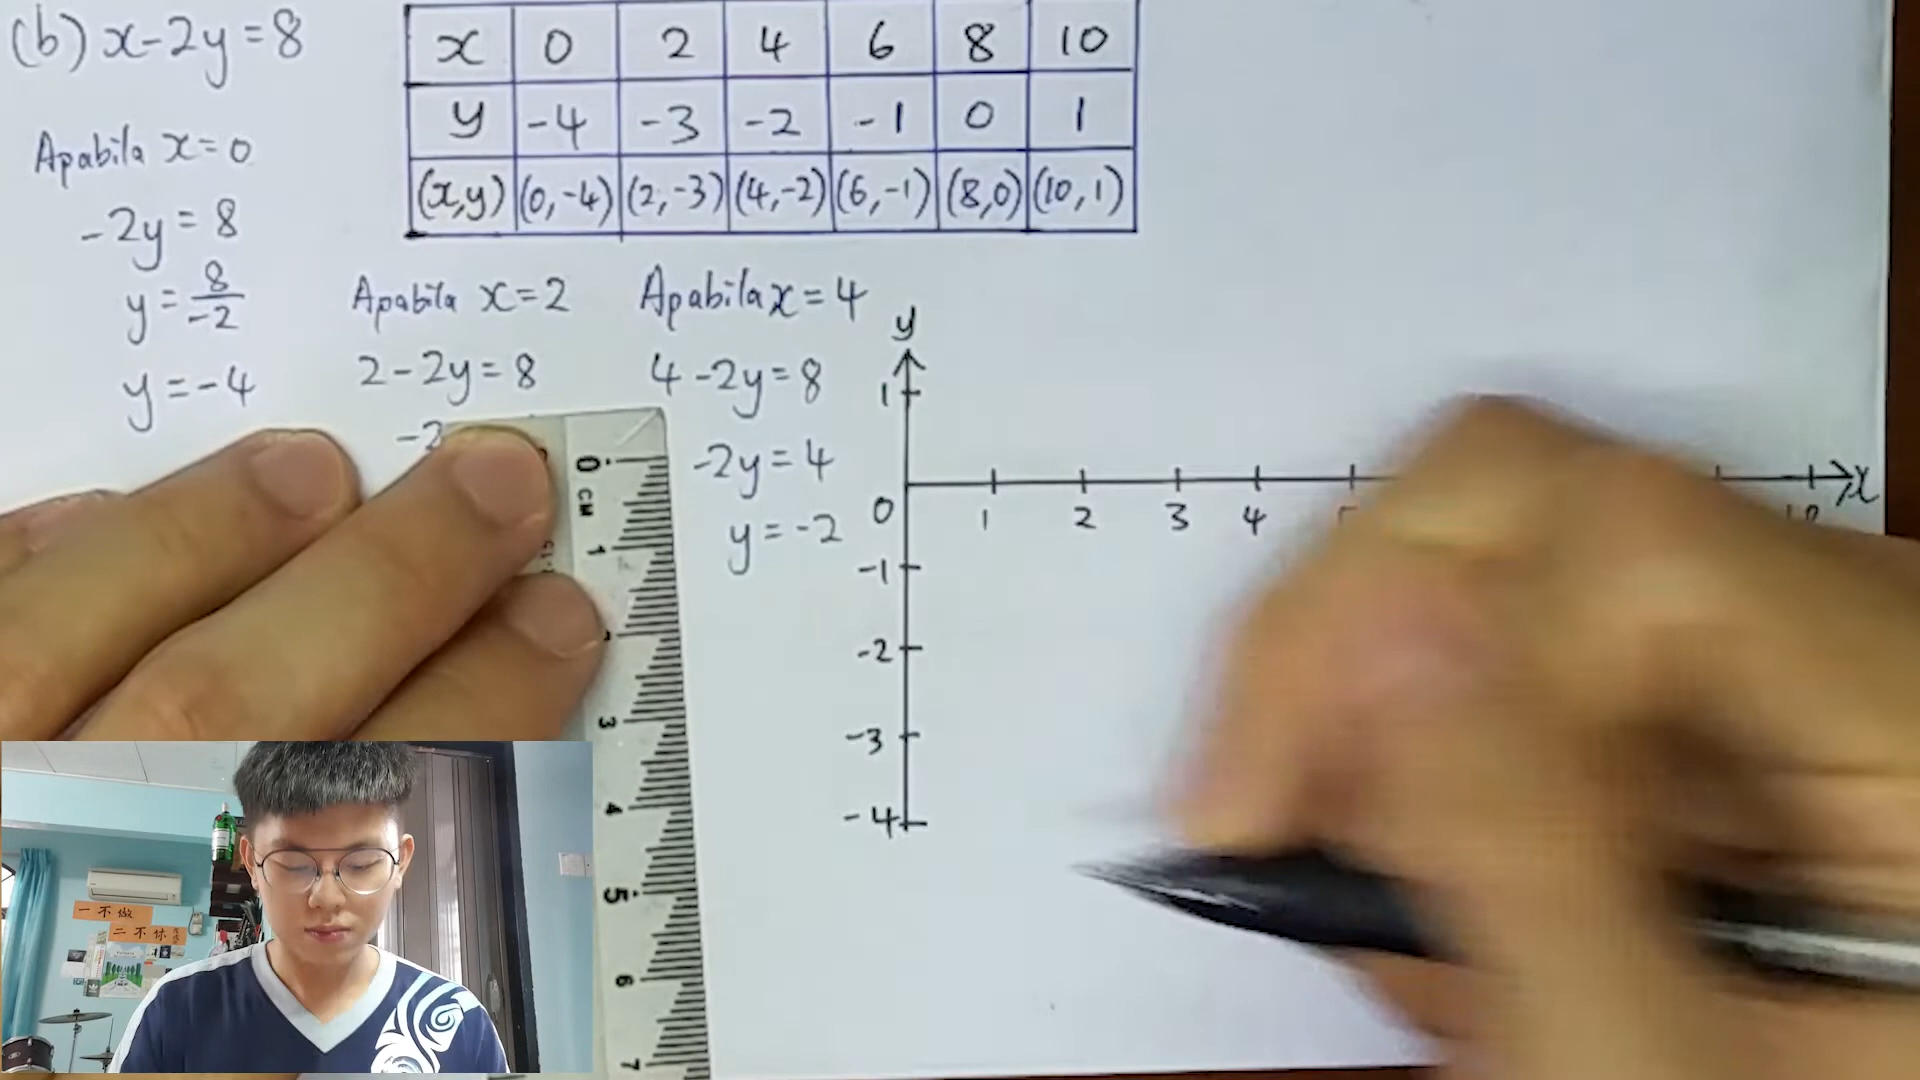 (b) x-2y=8
x 0 2 4 6 8 10
y -4 -3 -2 -1 0 1
(x,y) (0,-4) (2,-3) (4,-2) (6,-1) (8,0) (10,1)
Apabila x=0
-2y=8
y=8/-2
y=-4
Apabila x=2
2-2y=8
-2
Apabila x=4
4-2y=8
-2y=4
y=-2
y
1
x
0 1 2 3 4
-1
-2
-3
-4
0 CM
1
3
4
5
6
7
一不做
二不休